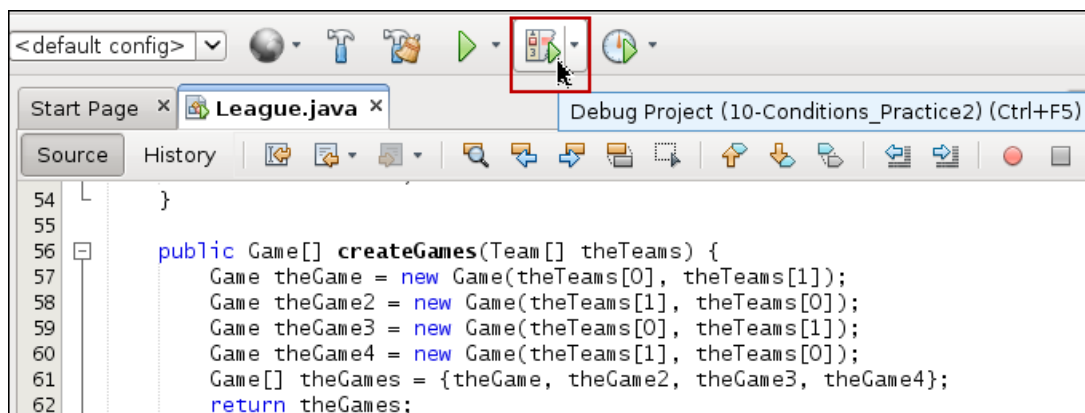 <default config>
Start Page × League.java ×
Debug Project (10-Conditions_Practice2) (Ctrl+F5)
Source History
54 }
55
56 public Game[] createGames(Team[] theTeams) {
57 Game theGame = new Game(theTeams[0], theTeams[1]);
58 Game theGame2 = new Game(theTeams[1], theTeams[0]);
59 Game theGame3 = new Game(theTeams[0], theTeams[1]);
60 Game theGame4 = new Game(theTeams[1], theTeams[0]);
61 Game[] theGames = {theGame, theGame2, theGame3, theGame4};
62 return theGames;